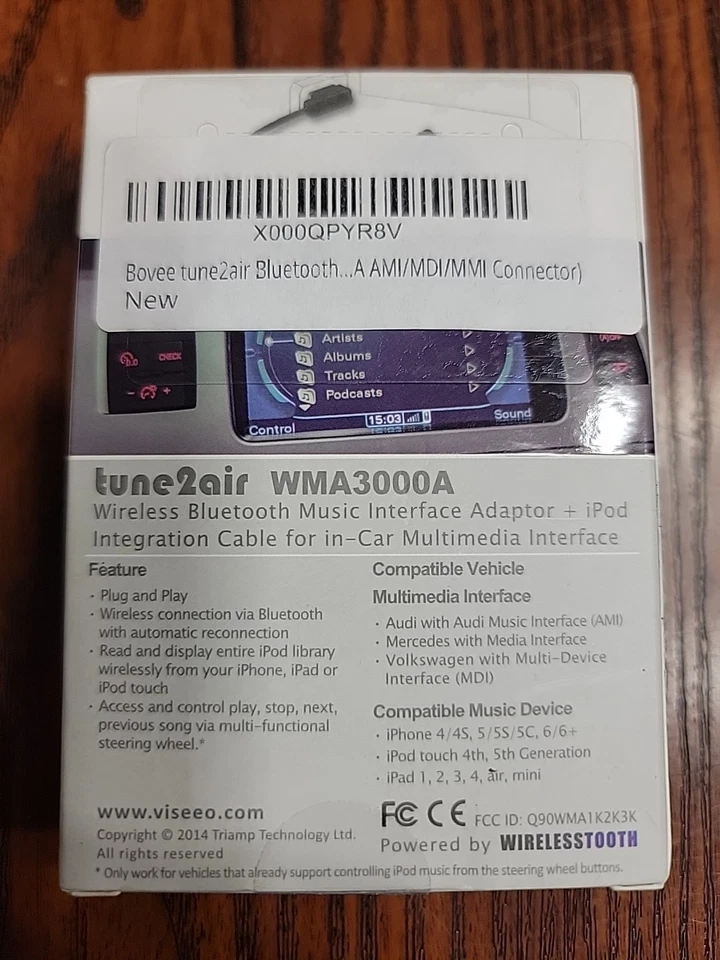 X000QPYR8V
Bovee tune2air Bluetooth...A AMI/MDI/MMI Connector)
New
CHECK
- +
Artists
Albums
Tracks
Podcasts
Control
15:03
Sound
tune2air WMA3000A
Wireless Bluetooth Music Interface Adaptor + iPod
Integration Cable for in-Car Multimedia Interface
Feature
· Plug and Play
· Wireless connection via Bluetooth
with automatic reconnection
· Read and display entire iPod library
wirelessly from your iPhone, iPad or
iPod touch
· Access and control play, stop, next,
previous song via multi-functional
steering wheel.*
Compatible Vehicle
Multimedia Interface
· Audi with Audi Music Interface (AMI)
· Mercedes with Media Interface
· Volkswagen with Multi-Device
Interface (MDI)
Compatible Music Device
· iPhone 4/4S, 5/5S/5C, 6/6+
· iPod touch 4th, 5th Generation
· iPad 1, 2, 3, 4, air, mini
www.viseeo.com
Copyright © 2014 Triamp Technology Ltd.
All rights reserved
FC CE FCC ID: Q90WMA1K2K3K
Powered by WIRELESSTOOTH
* Only work for vehicles that already support controlling iPod music from the steering wheel buttons.